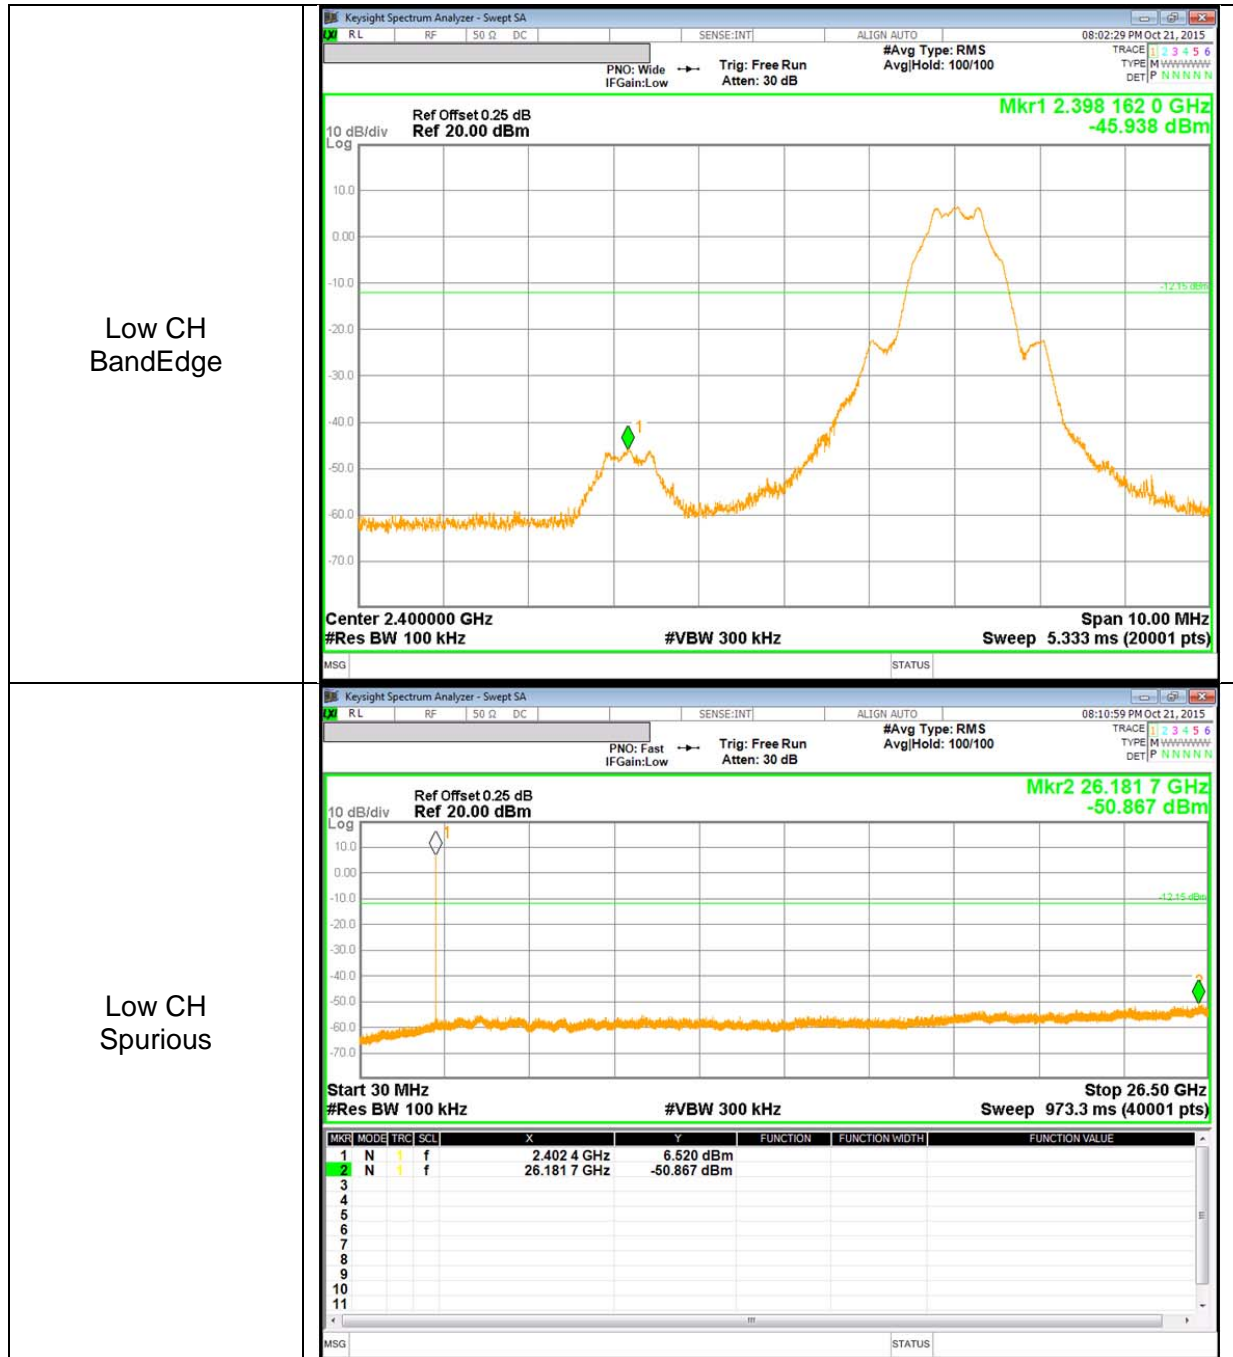 Low CH
BandEdge
Keysight Spectrum Analyzer - Swept SA
LXI RL RF 50 Ω DC SENSE:INT ALIGN AUTO 08:02:29 PM Oct 21, 2015
#Avg Type: RMS TRACE 1 2 3 4 5 6
PNO: Wide Trig: Free Run Avg|Hold: 100/100 TYPE M WWWWW
IFGain:Low Atten: 30 dB DET P N N N N N
Mkr1 2.398 162 0 GHz
Ref Offset 0.25 dB -45.938 dBm
10 dB/div Ref 20.00 dBm
Log
10.0
0.00
-10.0
-12.15 dBm
-20.0
-30.0
-40.0
1
-50.0
-60.0
-70.0
Center 2.400000 GHz Span 10.00 MHz
#Res BW 100 kHz #VBW 300 kHz Sweep 5.333 ms (20001 pts)
MSG STATUS
Low CH
Spurious
Keysight Spectrum Analyzer - Swept SA
LXI RL RF 50 Ω DC SENSE:INT ALIGN AUTO 08:10:59 PM Oct 21, 2015
#Avg Type: RMS TRACE 1 2 3 4 5 6
PNO: Fast Trig: Free Run Avg|Hold: 100/100 TYPE M WWWWW
IFGain:Low Atten: 30 dB DET P N N N N N
Mkr2 26.181 7 GHz
Ref Offset 0.25 dB -50.867 dBm
10 dB/div Ref 20.00 dBm
Log
1
10.0
0.00
-10.0
-12.15 dBm
-20.0
-30.0
-40.0
2
-50.0
-60.0
-70.0
Start 30 MHz Stop 26.50 GHz
#Res BW 100 kHz #VBW 300 kHz Sweep 973.3 ms (40001 pts)
MKR MODE TRC SCL X Y FUNCTION FUNCTION WIDTH FUNCTION VALUE
1 N 1 f 2.402 4 GHz 6.520 dBm
2 N 1 f 26.181 7 GHz -50.867 dBm
3
4
5
6
7
8
9
10
11
MSG STATUS